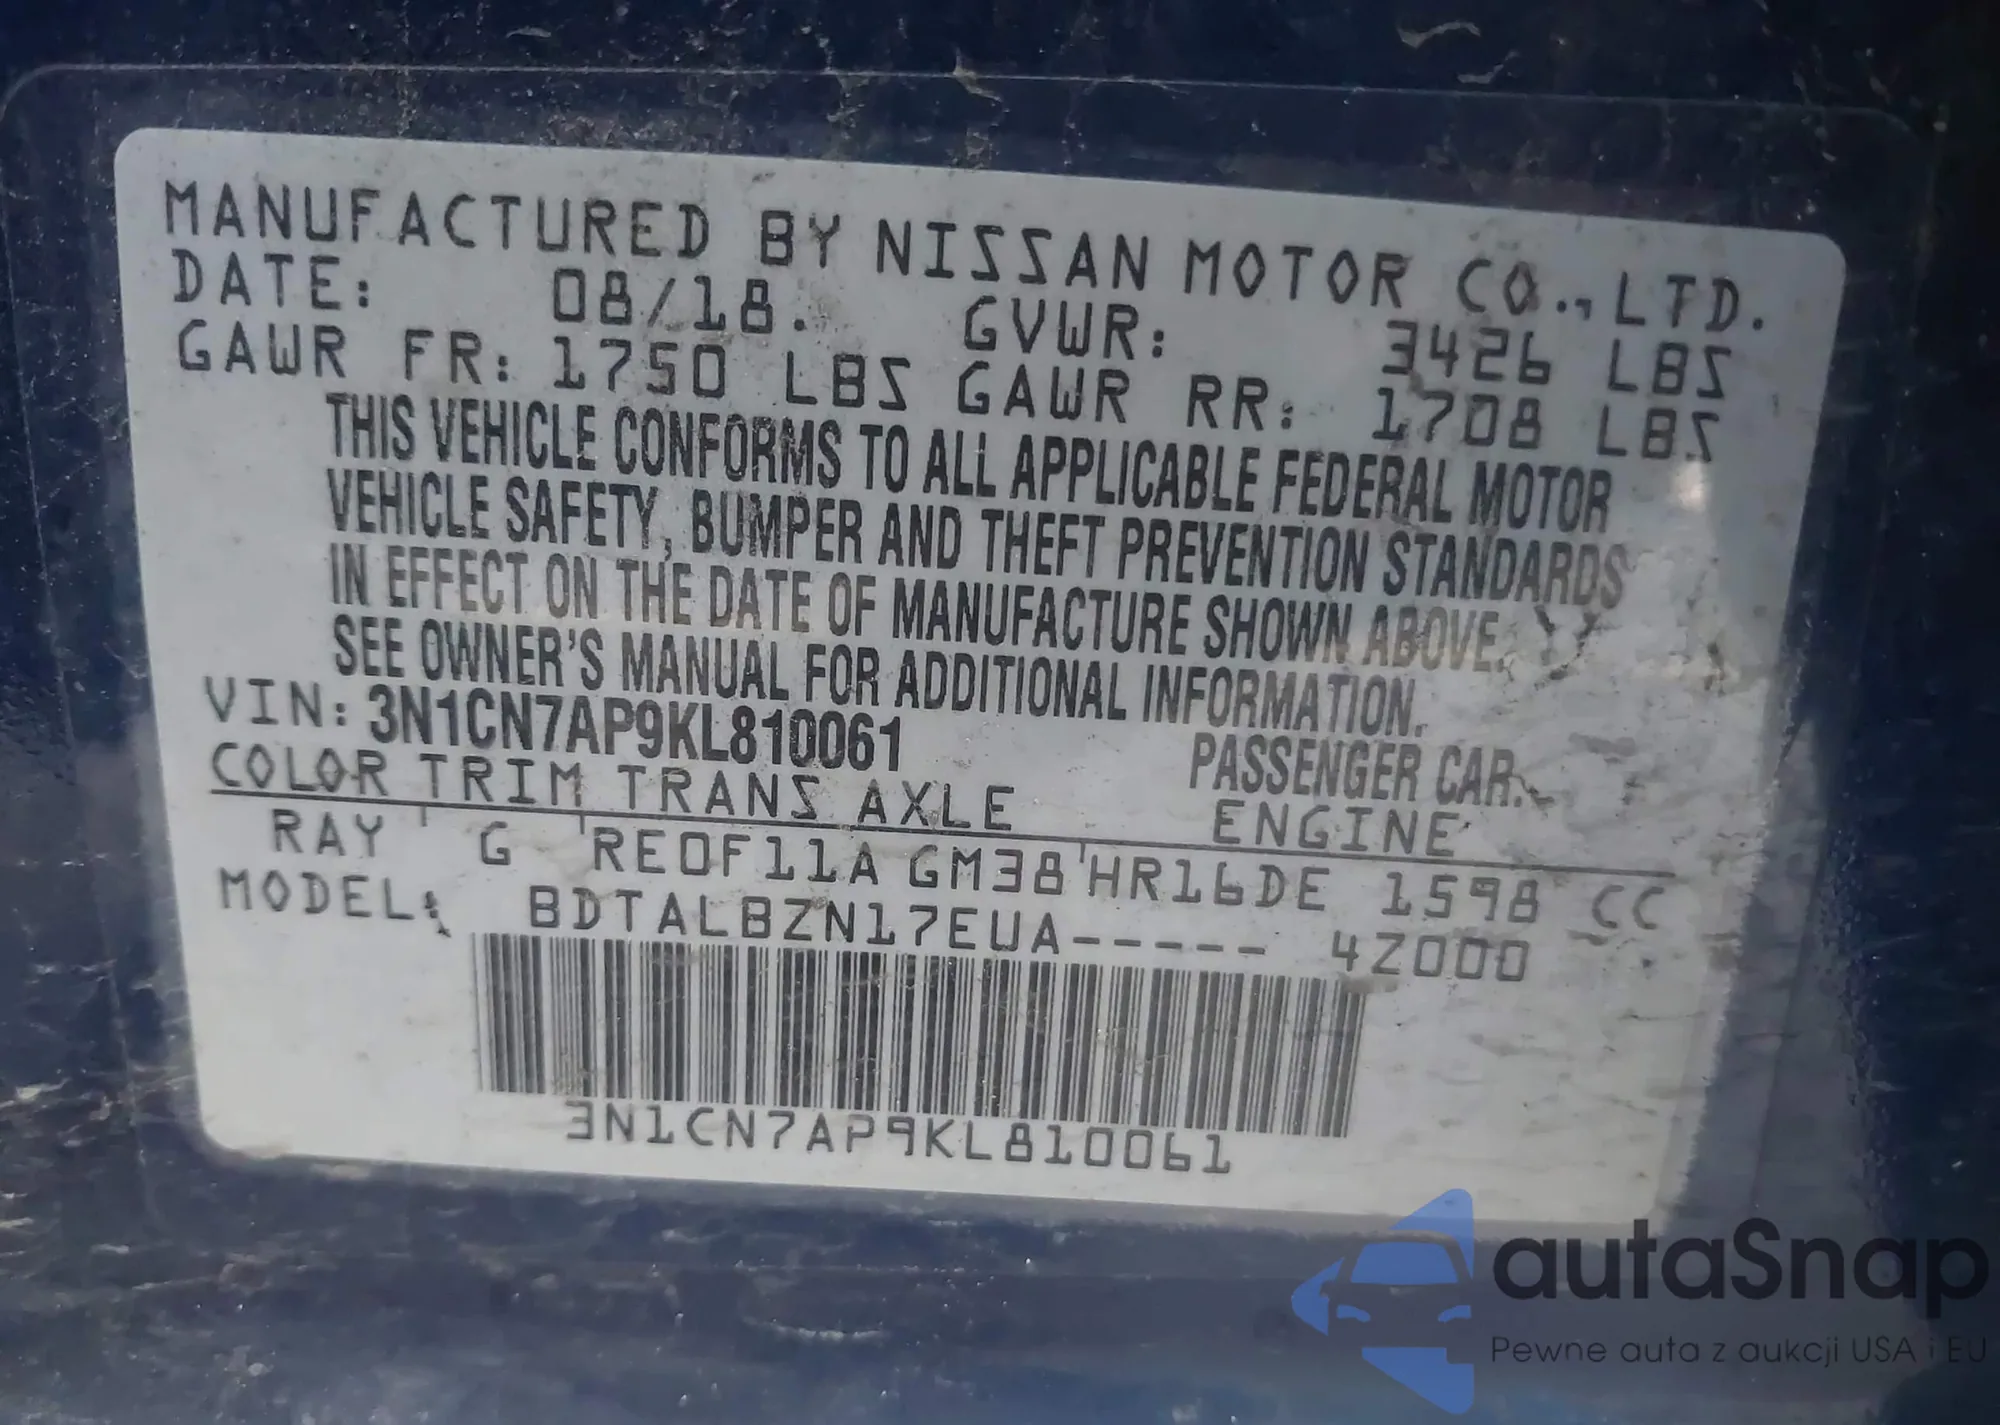 MANUFACTURED BY NISSAN MOTOR CO., LTD.
DATE: 08/18. GVWR: 3426 LBS
GAWR FR: 1750 LBS GAWR RR: 1708 LBS
THIS VEHICLE CONFORMS TO ALL APPLICABLE FEDERAL MOTOR
VEHICLE SAFETY, BUMPER AND THEFT PREVENTION STANDARDS
IN EFFECT ON THE DATE OF MANUFACTURE SHOWN ABOVE.
SEE OWNER'S MANUAL FOR ADDITIONAL INFORMATION.
VIN: 3N1CN7AP9KL810061 PASSENGER CAR.
COLOR TRIM TRANS AXLE ENGINE
RAY G RE0F11A GM38 HR16DE 1598 CC
MODEL: BDTALBZN17EUA----- 4Z000
3N1CN7AP9KL810061
autaSnap
Pewne auta z aukcji USA i EU